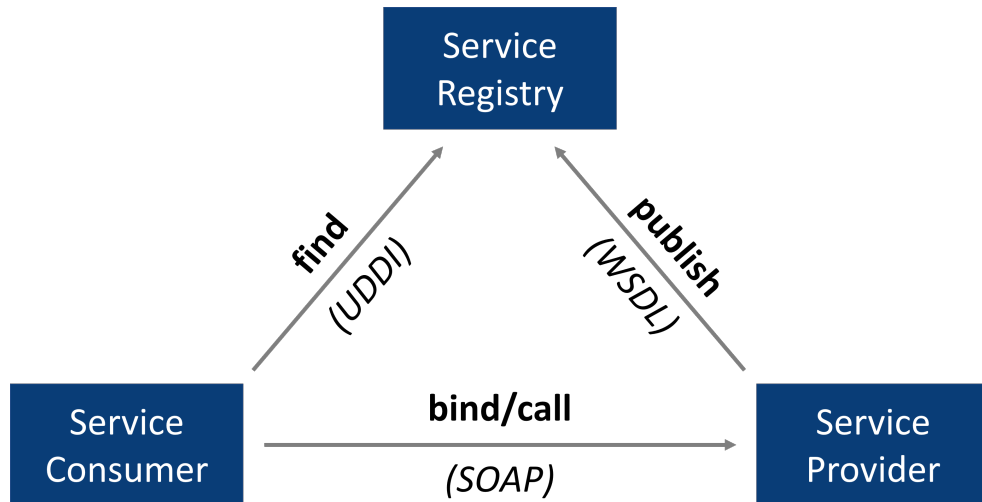 Service
Registry
find
(UDDI)
publish
(WSDL)
Service
Consumer
bind/call
(SOAP)
Service
Provider